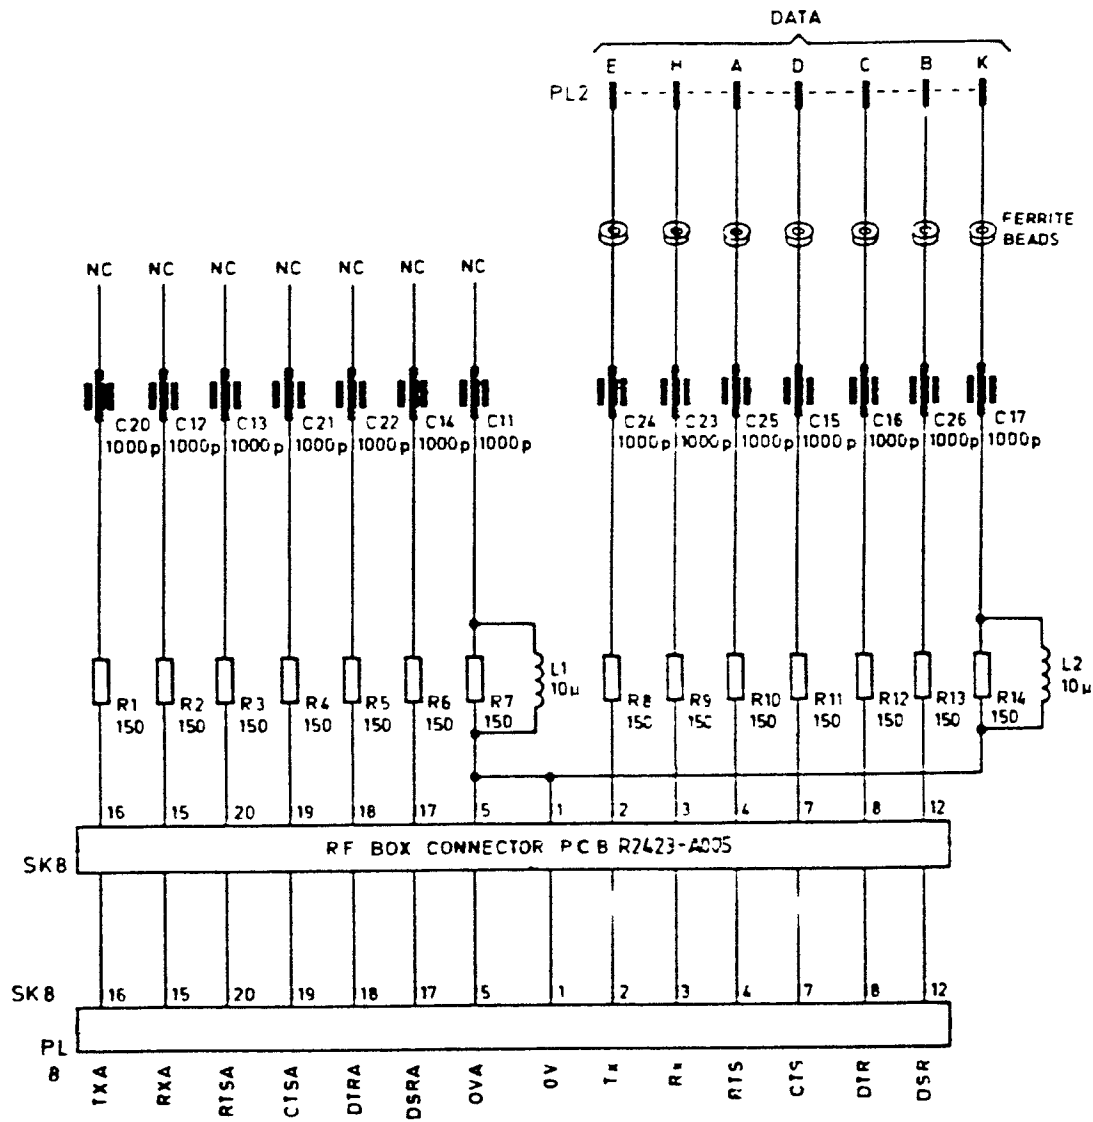 DATA
E H A D C B K
PL2
FERRITE
BEADS
NC NC NC NC NC NC NC
C20 C12 C13 C21 C22 C14 C11 C24 C23 C25 C15 C16 C26 C17
1000p 1000p 1000p 1000p 1000p 1000p 1000p 1000p 1000p 1000p 1000p 1000p 1000p 1000p
L1
10μ
L2
10μ
R1 R2 R3 R4 R5 R6 R7 R8 R9 R10 R11 R12 R13 R14
150 150 150 150 150 150 150 150 150 150 150 150 150 150
16 15 20 19 18 17 5 1 2 3 4 7 8 12
RF BOX CONNECTOR PCB R2423-A005
SK8
SK8
16 15 20 19 18 17 5 1 2 3 4 7 8 12
PL
8
TXA RXA RTSA CTSA DTRA DSRA OVA OV Tx Rx RTS CTS DTR DSR